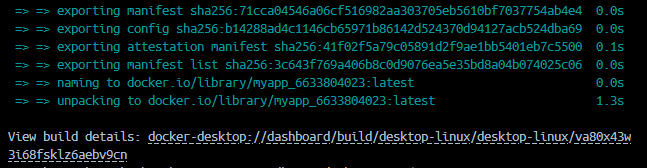 => => exporting manifest sha256:71cca04546a06cf516982aa303705eb5610bf7037754ab4e4 0.0s
=> => exporting config sha256:b14288ad4c1146cb65971b86142d524370d94127acb524dba69 0.0s
=> => exporting attestation manifest sha256:41f02f5a79c05891d2f9ae1bb5401eb7c5500 0.1s
=> => exporting manifest list sha256:3c643f769a406b8c0d9076ea5e35bd8a04b074025c06 0.0s
=> => naming to docker.io/library/myapp_6633804023:latest 0.0s
=> => unpacking to docker.io/library/myapp_6633804023:latest 1.3s
View build details: docker-desktop://dashboard/build/desktop-linux/desktop-linux/va80x43w
3i68fsklz6aebv9cn